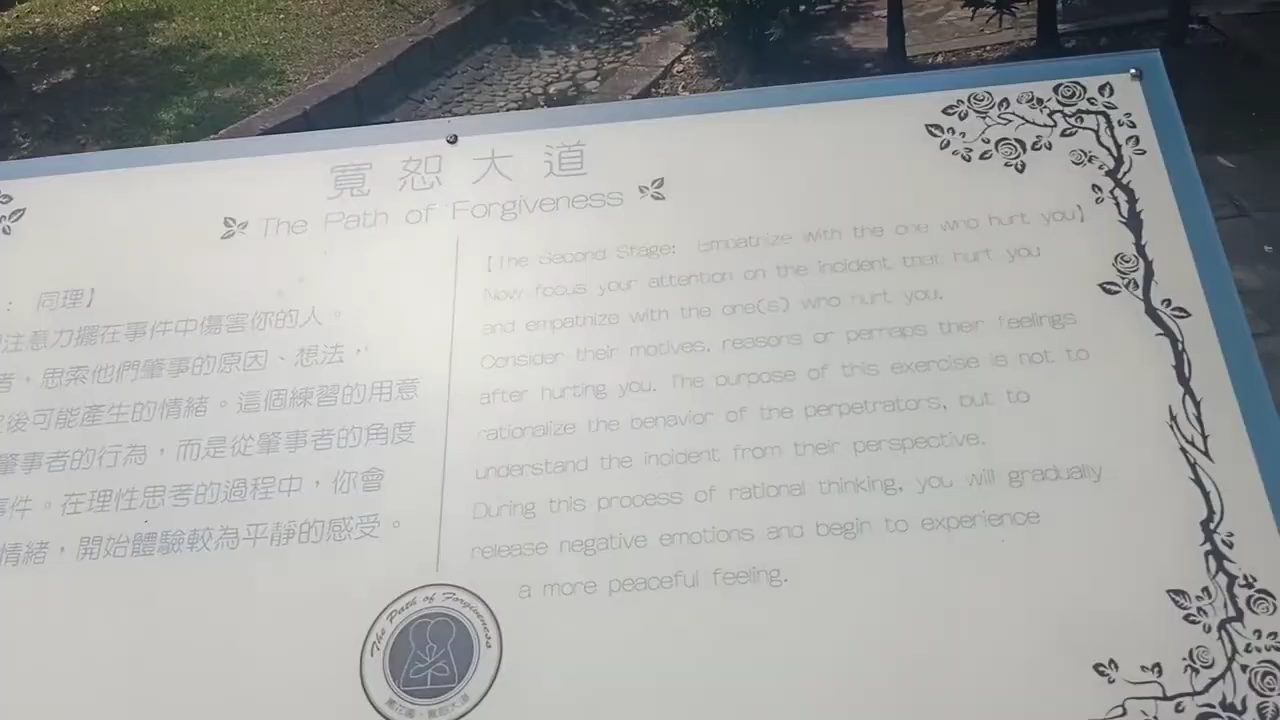 寬恕大道
The Path of Forgiveness
： 同理】
注意力擺在事件中傷害你的人。
者，思索他們肇事的原因、想法，
後可能產生的情緒。這個練習的用意
肇事者的行為，而是從肇事者的角度
事件。在理性思考的過程中，你會
情緒，開始體驗較為平靜的感受。
【The Second Stage: Empathize with the one who hurt you】
Now focus your attention on the incident that hurt you
and empathize with the one(s) who hurt you.
Consider their motives, reasons or perhaps their feelings
after hurting you. The purpose of this exercise is not to
rationalize the behavior of the perpetrators, but to
understand the incident from their perspective.
During this process of rational thinking, you will gradually
release negative emotions and begin to experience
a more peaceful feeling.
The Path of Forgiveness
寬恕大道